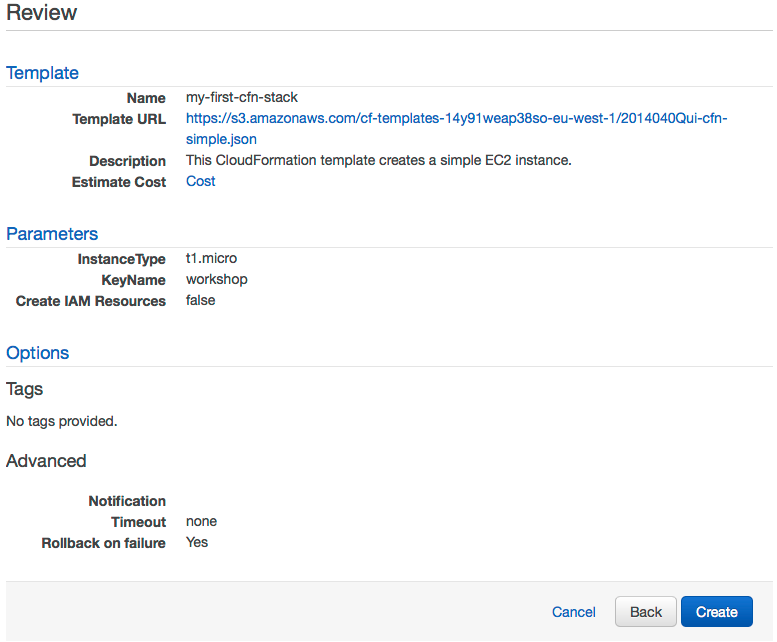 Review
Template
Name my-first-cfn-stack
Template URL https://s3.amazonaws.com/cf-templates-14y91weap38so-eu-west-1/2014040Qui-cfn-
simple.json
Description This CloudFormation template creates a simple EC2 instance.
Estimate Cost Cost
Parameters
InstanceType t1.micro
KeyName workshop
Create IAM Resources false
Options
Tags
No tags provided.
Advanced
Notification
Timeout none
Rollback on failure Yes
Cancel Back Create